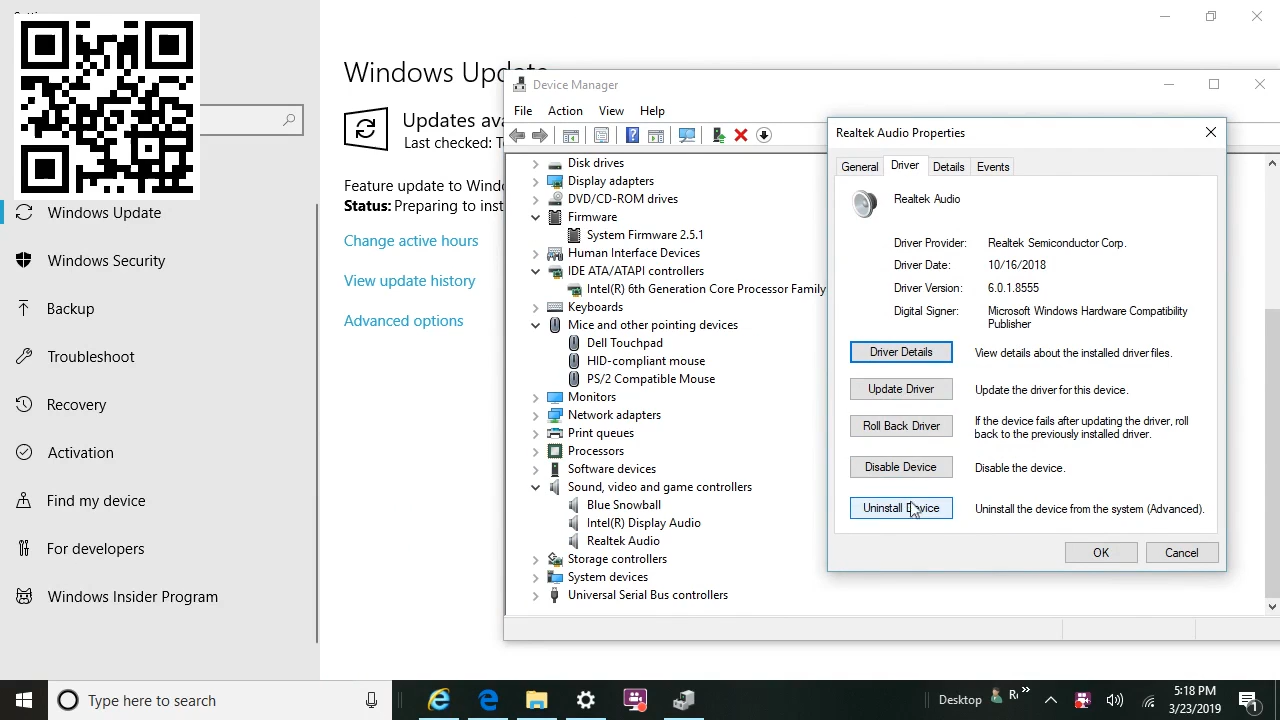 Windows Update
Updates ava
Last checked: T
Feature update to Wind
Status: Preparing to inst
Change active hours
View update history
Advanced options
Windows Update
Windows Security
Backup
Troubleshoot
Recovery
Activation
Find my device
For developers
Windows Insider Program
Device Manager
File Action View Help
Disk drives
Display adapters
DVD/CD-ROM drives
Firmware
System Firmware 2.5.1
Human Interface Devices
IDE ATA/ATAPI controllers
Intel(R) 6th Generation Core Processor Family
Keyboards
Mice and other pointing devices
Dell Touchpad
HID-compliant mouse
PS/2 Compatible Mouse
Monitors
Network adapters
Print queues
Processors
Software devices
Sound, video and game controllers
Blue Snowball
Intel(R) Display Audio
Realtek Audio
Storage controllers
System devices
Universal Serial Bus controllers
Realtek Audio Properties
General Driver Details Events
Realtek Audio
Driver Provider: Realtek Semiconductor Corp.
Driver Date: 10/16/2018
Driver Version: 6.0.1.8555
Digital Signer: Microsoft Windows Hardware Compatibility
Publisher
Driver Details View details about the installed driver files.
Update Driver Update the driver for this device.
Roll Back Driver If the device fails after updating the driver, roll
back to the previously installed driver.
Disable Device Disable the device.
Uninstall Device Uninstall the device from the system (Advanced).
OK Cancel
Type here to search
Desktop
5:18 PM
3/23/2019
1